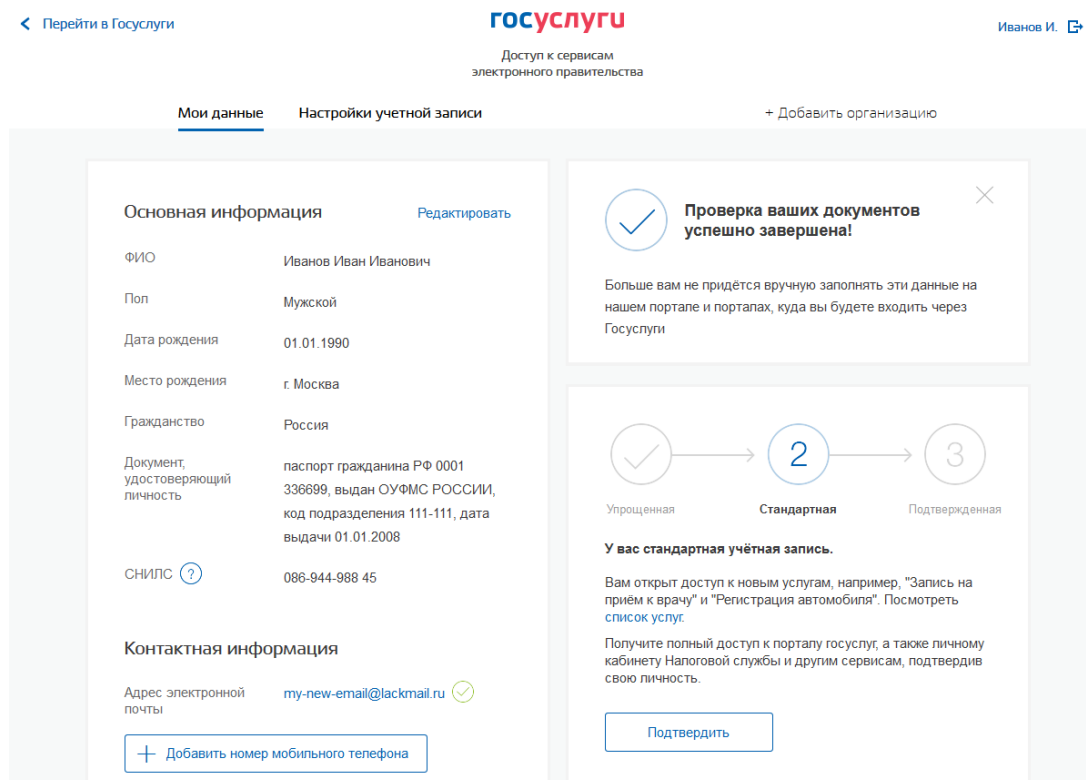 Перейти в Госуслуги
госуслуги
Иванов И.
Доступ к сервисам
электронного правительства
Мои данные
Настройки учетной записи
+ Добавить организацию
Основная информация
Редактировать
ФИО
Иванов Иван Иванович
Пол
Мужской
Дата рождения
01.01.1990
Место рождения
г. Москва
Гражданство
Россия
Документ,
удостоверяющий
личность
паспорт гражданина РФ 0001
336699, выдан ОУФМС РОССИИ,
код подразделения 111-111, дата
выдачи 01.01.2008
СНИЛС ?
086-944-988 45
Контактная информация
Адрес электронной
почты
my-new-email@lackmail.ru
+ Добавить номер мобильного телефона
Проверка ваших документов
успешно завершена!
Больше вам не придётся вручную заполнять эти данные на
нашем портале и порталах, куда вы будете входить через
Госуслуги
2
3
Упрощенная
Стандартная
Подтвержденная
У вас стандартная учётная запись.
Вам открыт доступ к новым услугам, например, "Запись на
приём к врачу" и "Регистрация автомобиля". Посмотреть
список услуг.
Получите полный доступ к порталу госуслуг, а также личному
кабинету Налоговой службы и другим сервисам, подтвердив
свою личность.
Подтвердить